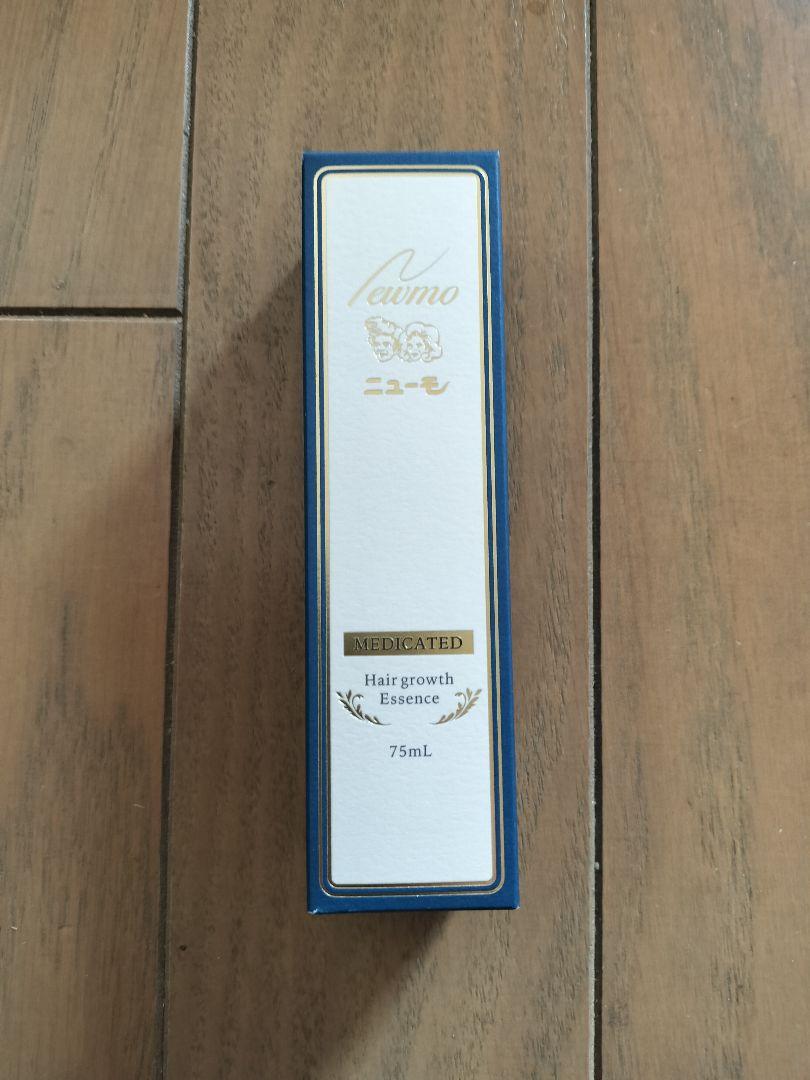 Newmo
ニューモ
MEDICATED
Hair growth
Essence
75mL